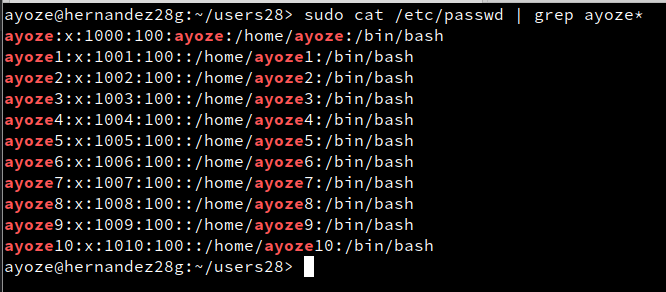 ayoze@hernandez28g:~/users28> sudo cat /etc/passwd | grep ayoze*
ayoze:x:1000:100:ayoze:/home/ayoze:/bin/bash
ayoze1:x:1001:100::/home/ayoze1:/bin/bash
ayoze2:x:1002:100::/home/ayoze2:/bin/bash
ayoze3:x:1003:100::/home/ayoze3:/bin/bash
ayoze4:x:1004:100::/home/ayoze4:/bin/bash
ayoze5:x:1005:100::/home/ayoze5:/bin/bash
ayoze6:x:1006:100::/home/ayoze6:/bin/bash
ayoze7:x:1007:100::/home/ayoze7:/bin/bash
ayoze8:x:1008:100::/home/ayoze8:/bin/bash
ayoze9:x:1009:100::/home/ayoze9:/bin/bash
ayoze10:x:1010:100::/home/ayoze10:/bin/bash
ayoze@hernandez28g:~/users28>